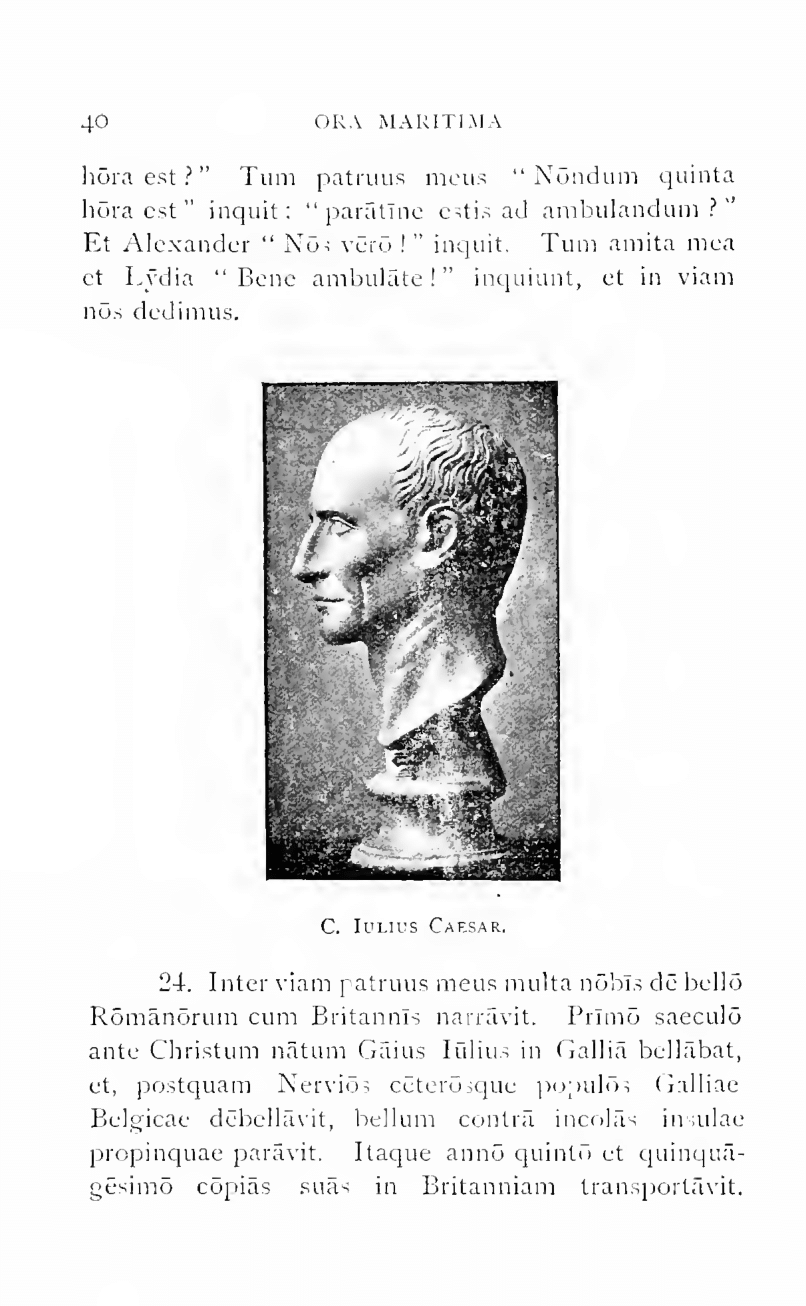 40 ORA MARITIMA
hōra est?” Tum patruus meus “Nōndum quinta
hōra est” inquit: “parātīne estis ad ambulandum?”
Et Alexander “Nōs vērō!” inquit. Tum amita mea
et Lȳdia “Bene ambulāte!” inquiunt, et in viam
nōs dedimus.
C. IULIUS CAESAR.
24. Inter viam patruus meus multa nōbīs dē bellō
Rōmānōrum cum Britannīs narrāvit. Prīmō saeculō
ante Christum nātum Gāius Iūlius in Galliā bellābat,
et, postquam Nerviōs cēterōsque populōs Galliae
Belgicae dēbellāvit, bellum contrā incolās insulae
propinquae parāvit. Itaque annō quintō et quinquā-
gēsimō cōpiās suās in Britanniam transportāvit.